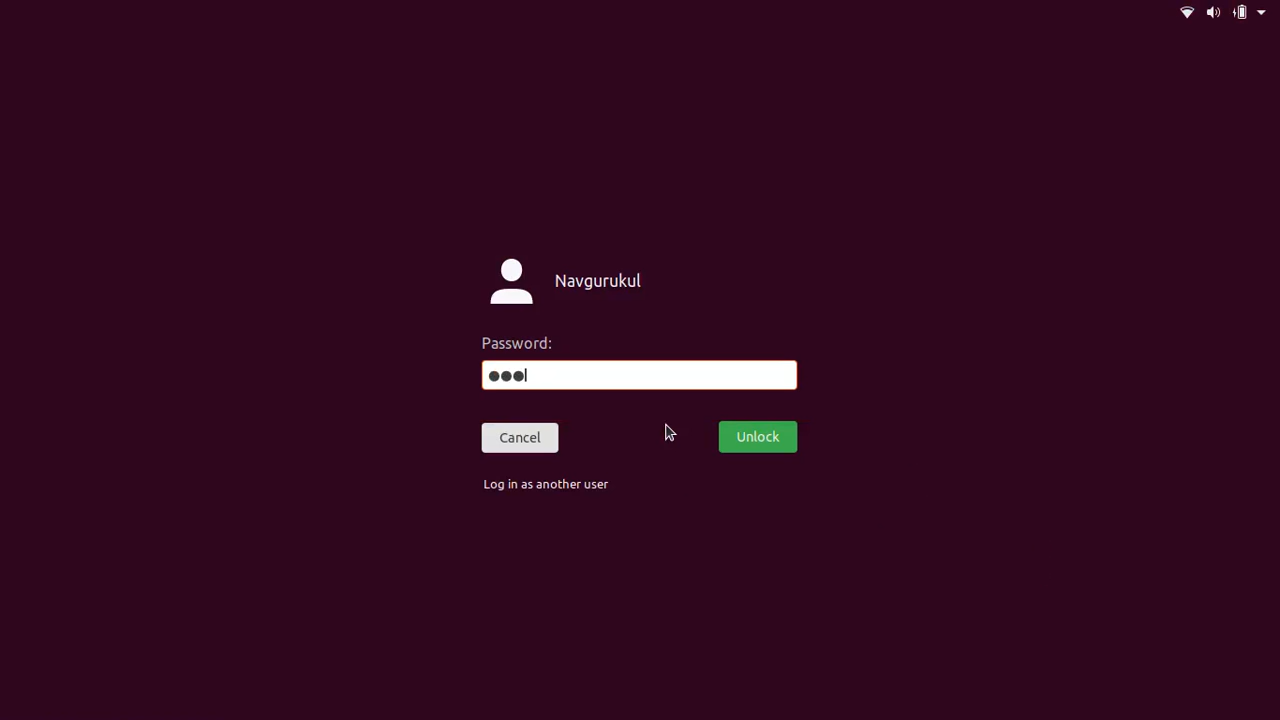 Navgurukul
Password:
Cancel
Unlock
Log in as another user